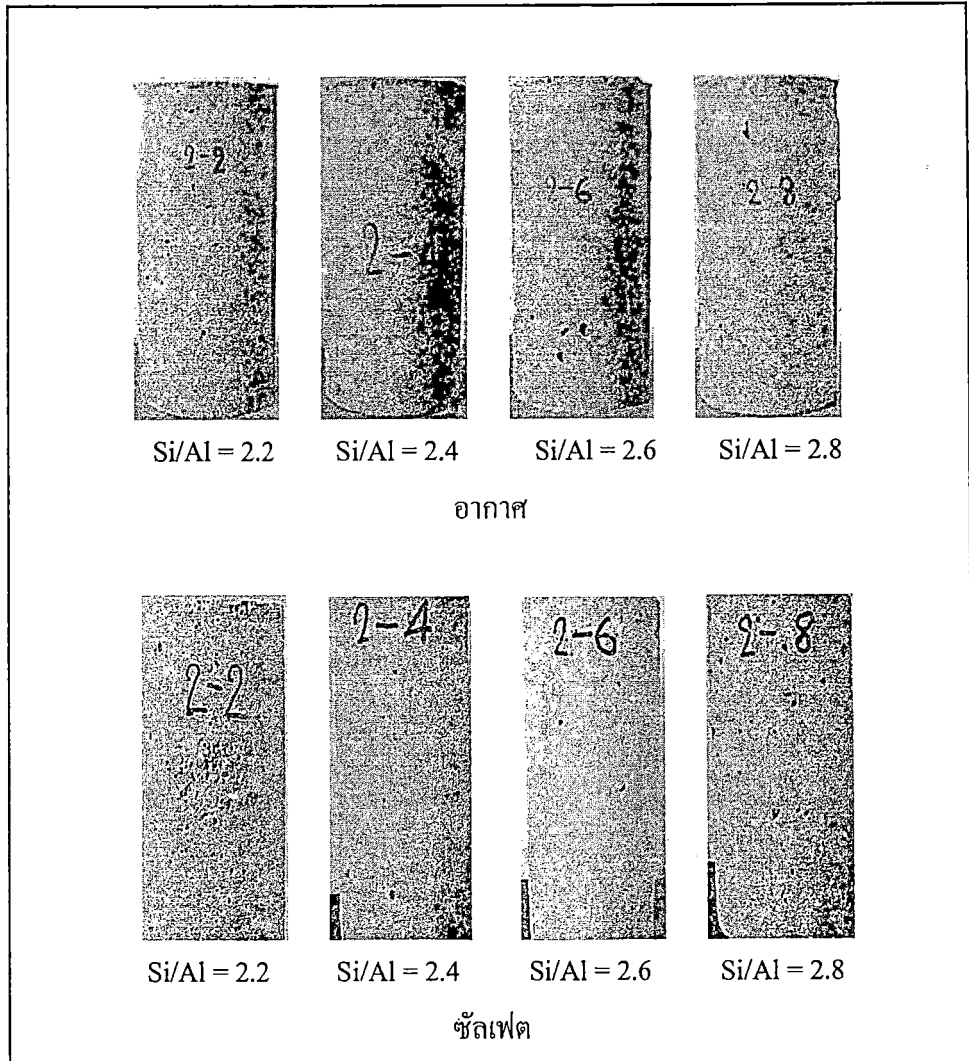 2-2 2-4 2-6 2-8
Si/Al = 2.2 Si/Al = 2.4 Si/Al = 2.6 Si/Al = 2.8
อากาศ
2-2 2-4 2-6 2-8
Si/Al = 2.2 Si/Al = 2.4 Si/Al = 2.6 Si/Al = 2.8
ซัลเฟต